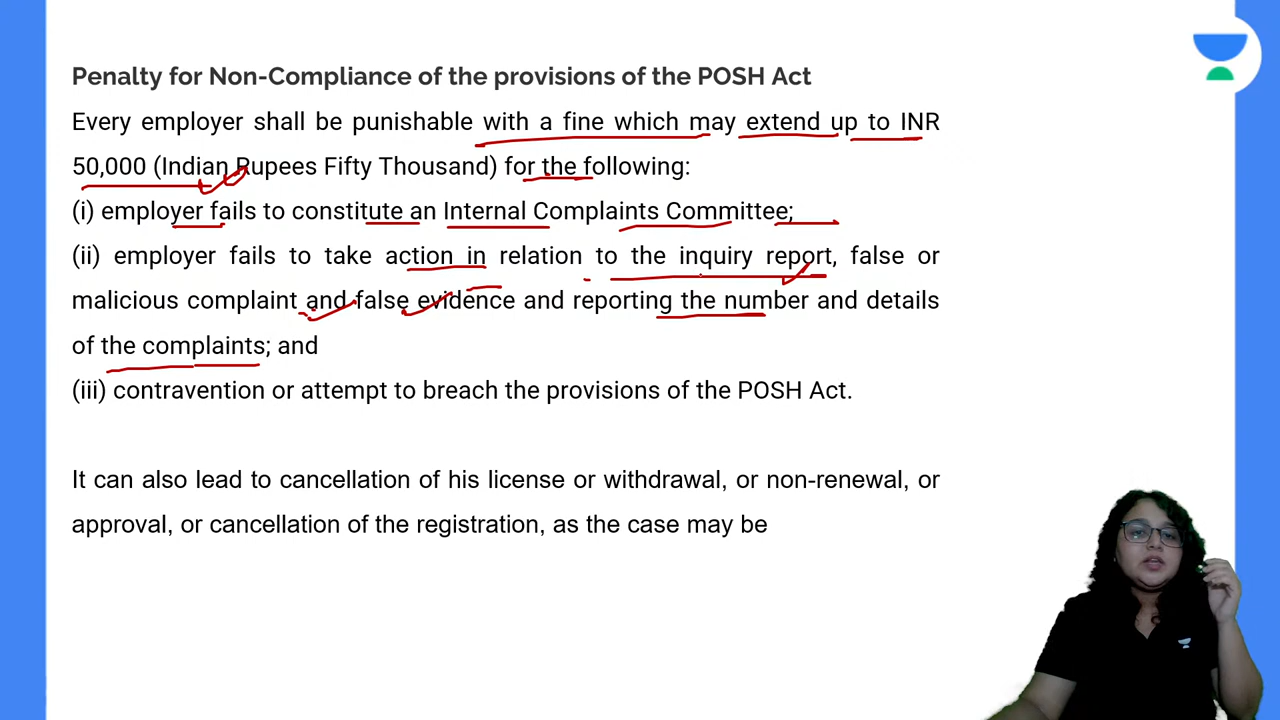 Penalty for Non-Compliance of the provisions of the POSH Act
Every employer shall be punishable with a fine which may extend up to INR
50,000 (Indian Rupees Fifty Thousand) for the following:
(i) employer fails to constitute an Internal Complaints Committee;
(ii) employer fails to take action in relation to the inquiry report, false or
malicious complaint and false evidence and reporting the number and details
of the complaints; and
(iii) contravention or attempt to breach the provisions of the POSH Act.
It can also lead to cancellation of his license or withdrawal, or non-renewal, or
approval, or cancellation of the registration, as the case may be